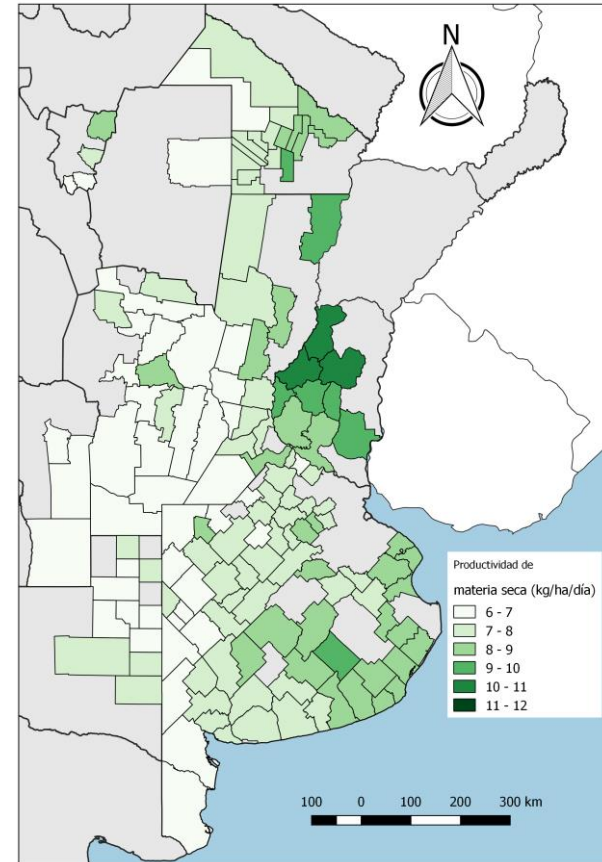 N
Productividad de
materia seca (kg/ha/día)
6 - 7
7 - 8
8 - 9
9 - 10
10 - 11
11 - 12
100 0 100 200 300 km